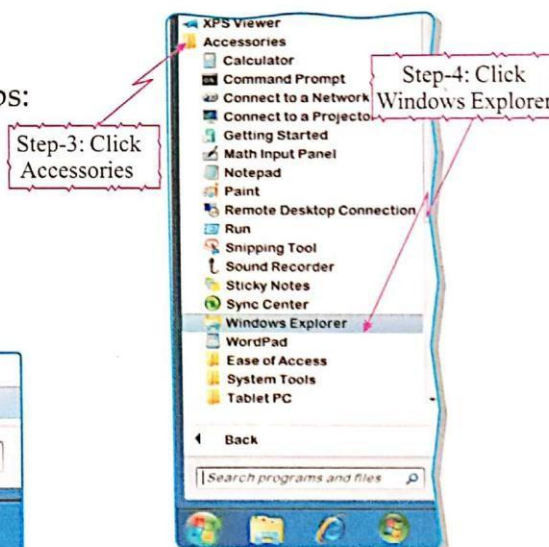 XPS Viewer
Accessories
Calculator
Command Prompt
Connect to a Network
Connect to a Projector
Getting Started
Math Input Panel
Notepad
Paint
Remote Desktop Connection
Run
Snipping Tool
Sound Recorder
Sticky Notes
Sync Center
Windows Explorer
WordPad
Ease of Access
System Tools
Tablet PC
Back
Search programs and files
Step-3: Click
Accessories
Step-4: Click
Windows Explorer